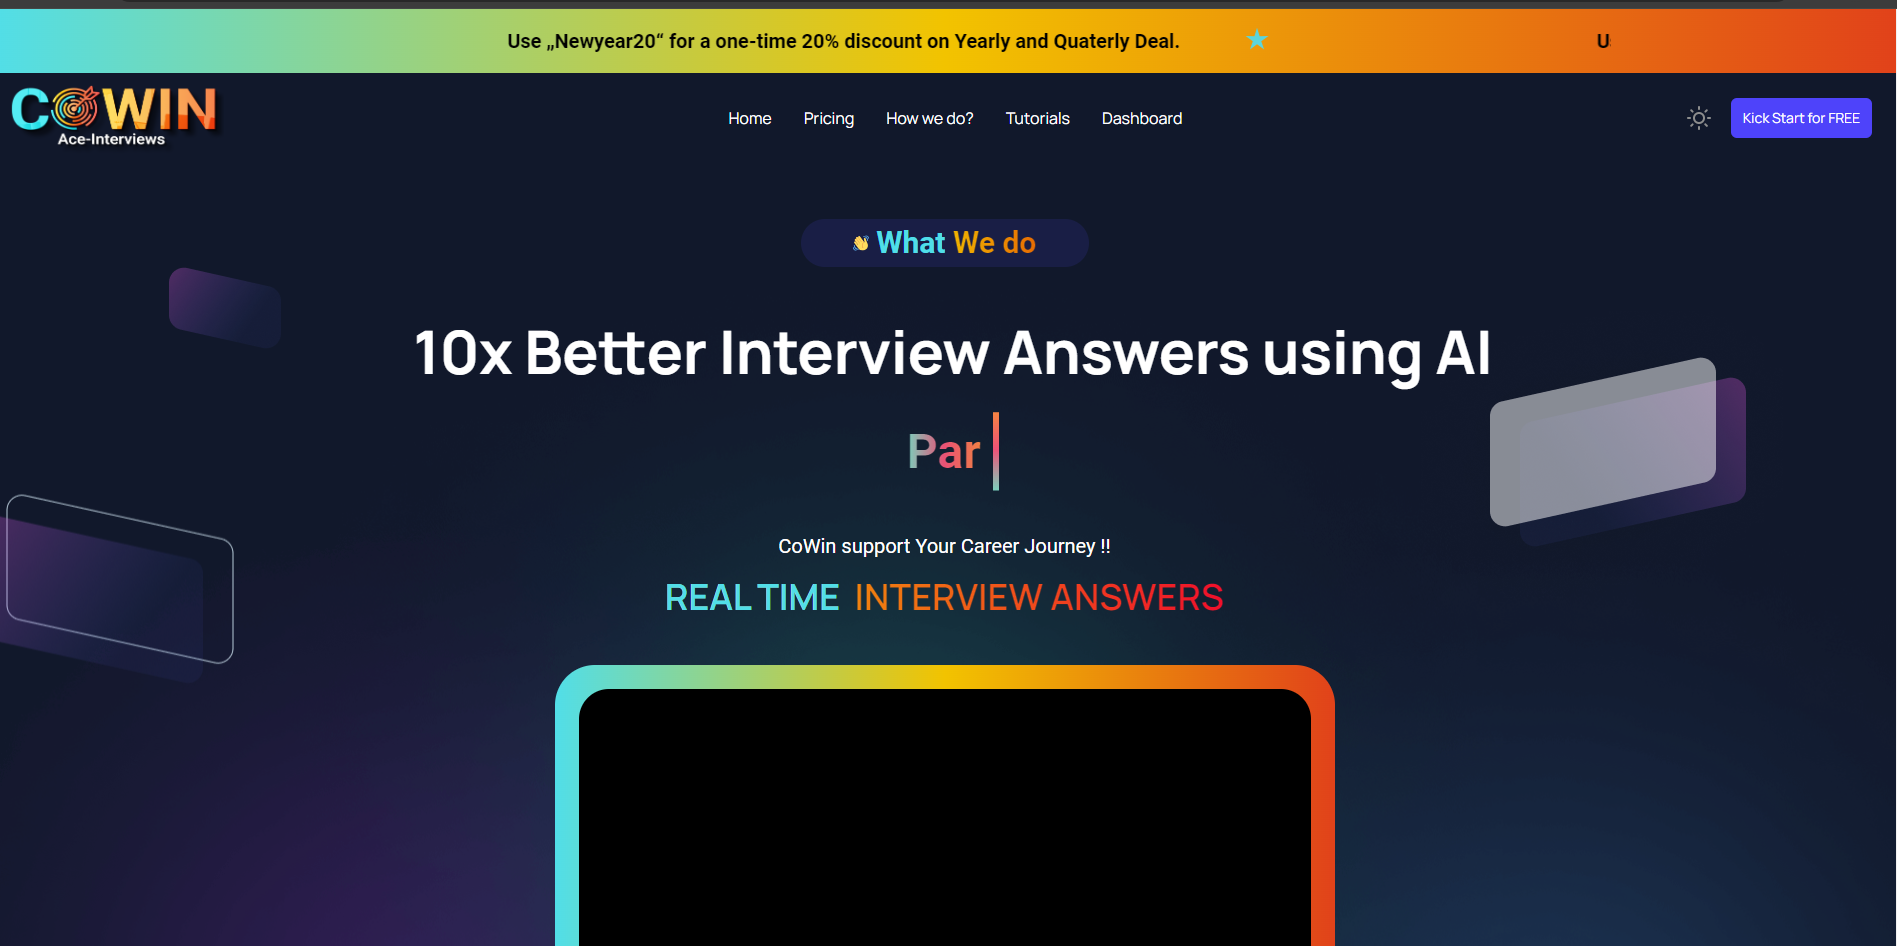 Use „Newyear20“ for a one-time 20% discount on Yearly and Quaterly Deal.
COWIN
Ace-Interviews
Home Pricing How we do? Tutorials Dashboard
Kick Start for FREE
What We do
10x Better Interview Answers using AI
Par
CoWin support Your Career Journey !!
REAL TIME INTERVIEW ANSWERS